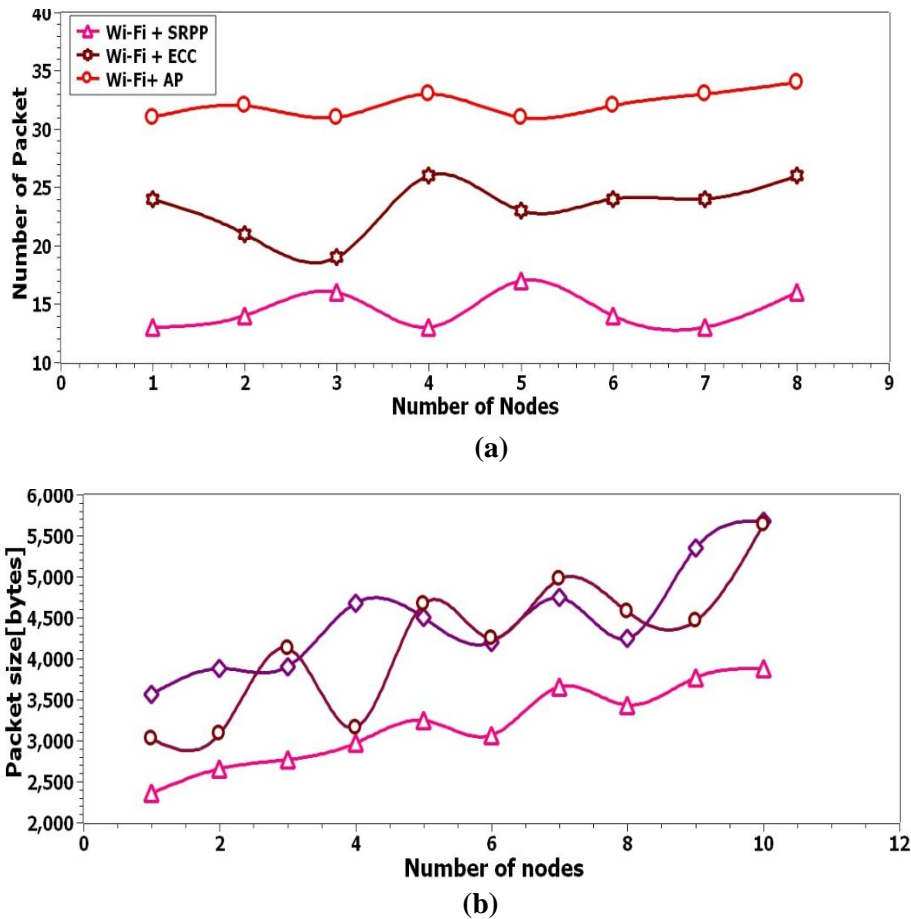 40
35
30
25
20
15
10
Number of Packet
Wi-Fi + SRPP
Wi-Fi + ECC
Wi-Fi+ AP
0 1 2 3 4 5 6 7 8 9
Number of Nodes
(a)
6,000
5,500
5,000
4,500
4,000
3,500
3,000
2,500
2,000
Packet size[bytes]
0 2 4 6 8 10 12
Number of nodes
(b)